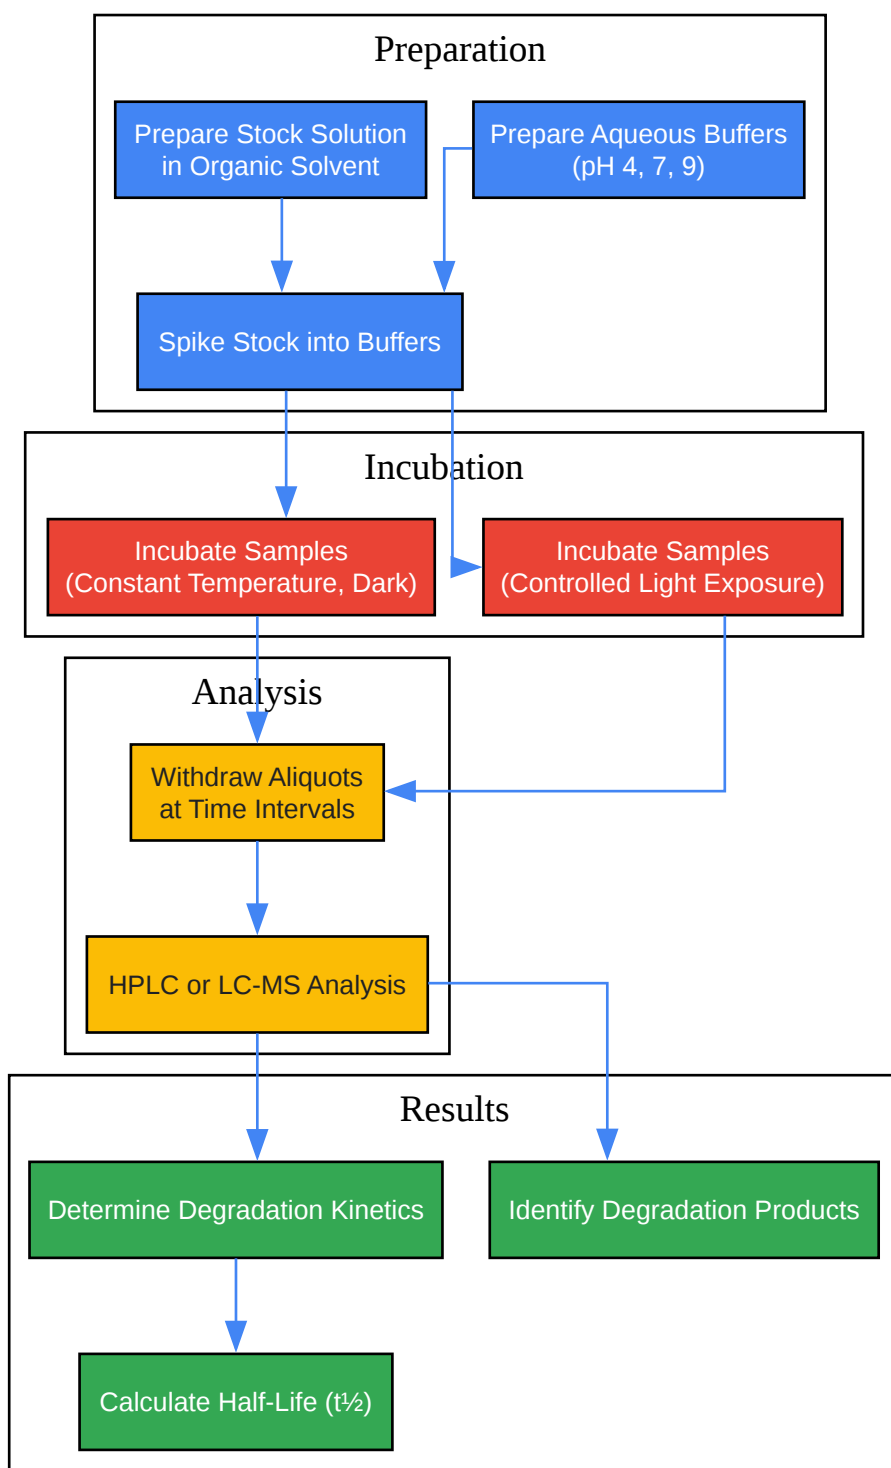 Preparation
Prepare Stock Solution
in Organic Solvent
Prepare Aqueous Buffers
(pH 4, 7, 9)
Spike Stock into Buffers
Incubation
Incubate Samples
(Constant Temperature, Dark)
Incubate Samples
(Controlled Light Exposure)
Analysis
Withdraw Aliquots
at Time Intervals
HPLC or LC-MS Analysis
Results
Determine Degradation Kinetics
Identify Degradation Products
Calculate Half-Life (t½)